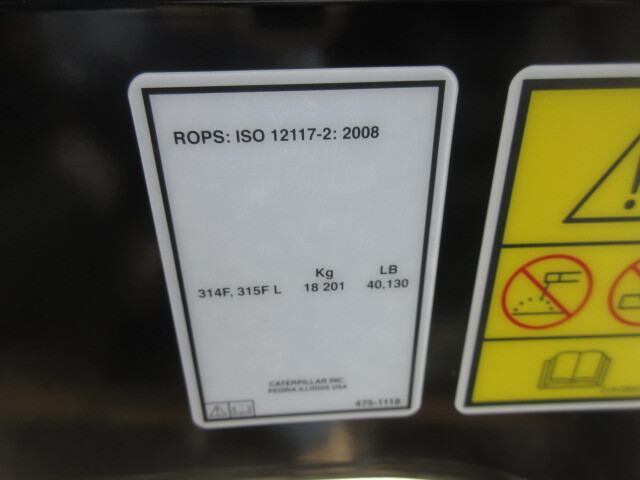 ROPS: ISO 12117-2: 2008
Kg LB
314F, 315F L 18 201 40,130
CATERPILLAR INC
PEORIA ILLINOIS USA
475-1118